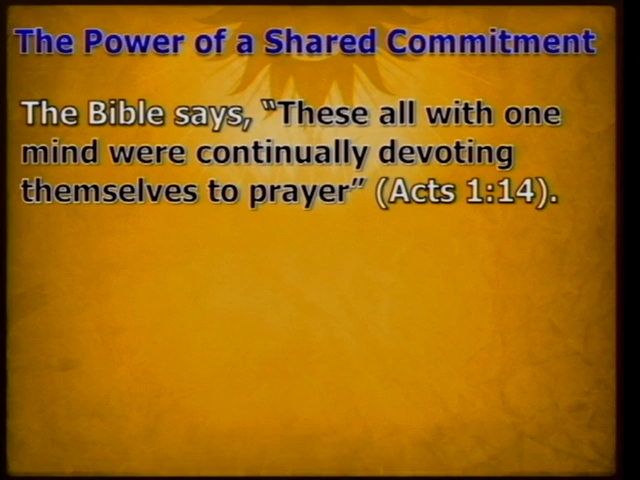 The Power of a Shared Commitment
The Bible says, “These all with one
mind were continually devoting
themselves to prayer” (Acts 1:14).